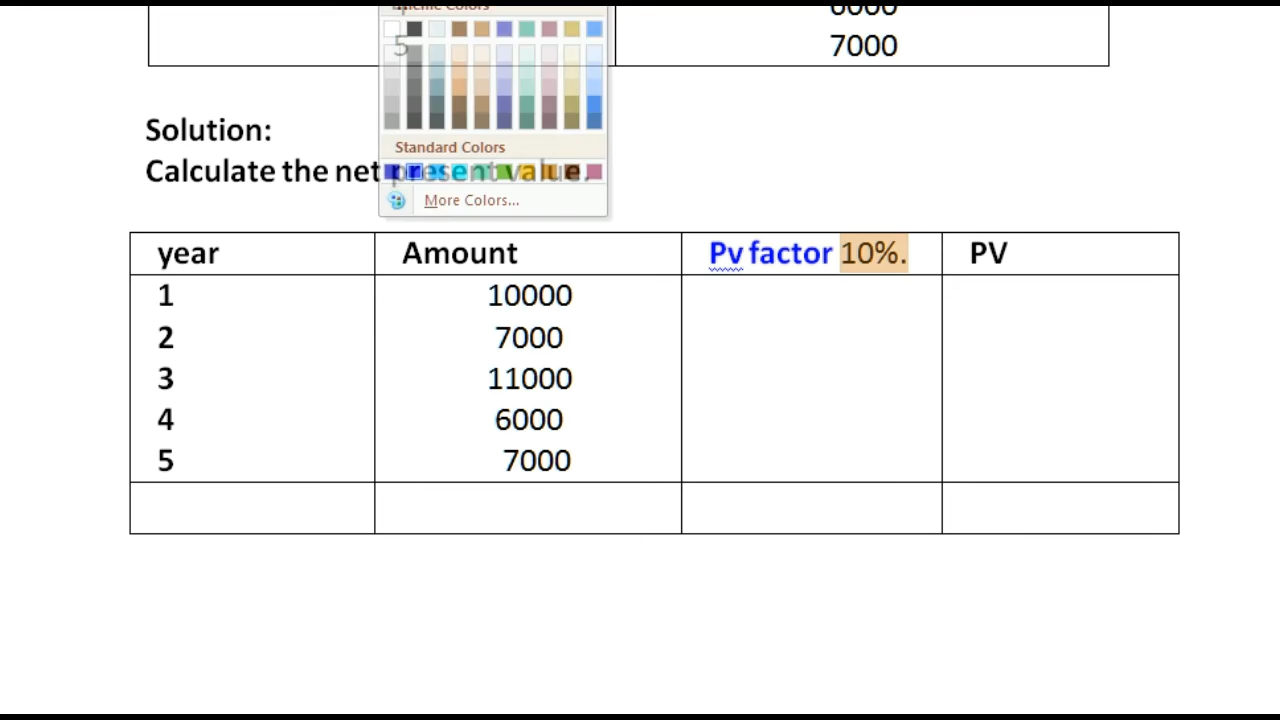 6000
5 7000
Solution:
Standard Colors
Calculate the net present value.
More Colors...
year Amount Pv factor 10%. PV
1 10000
2 7000
3 11000
4 6000
5 7000